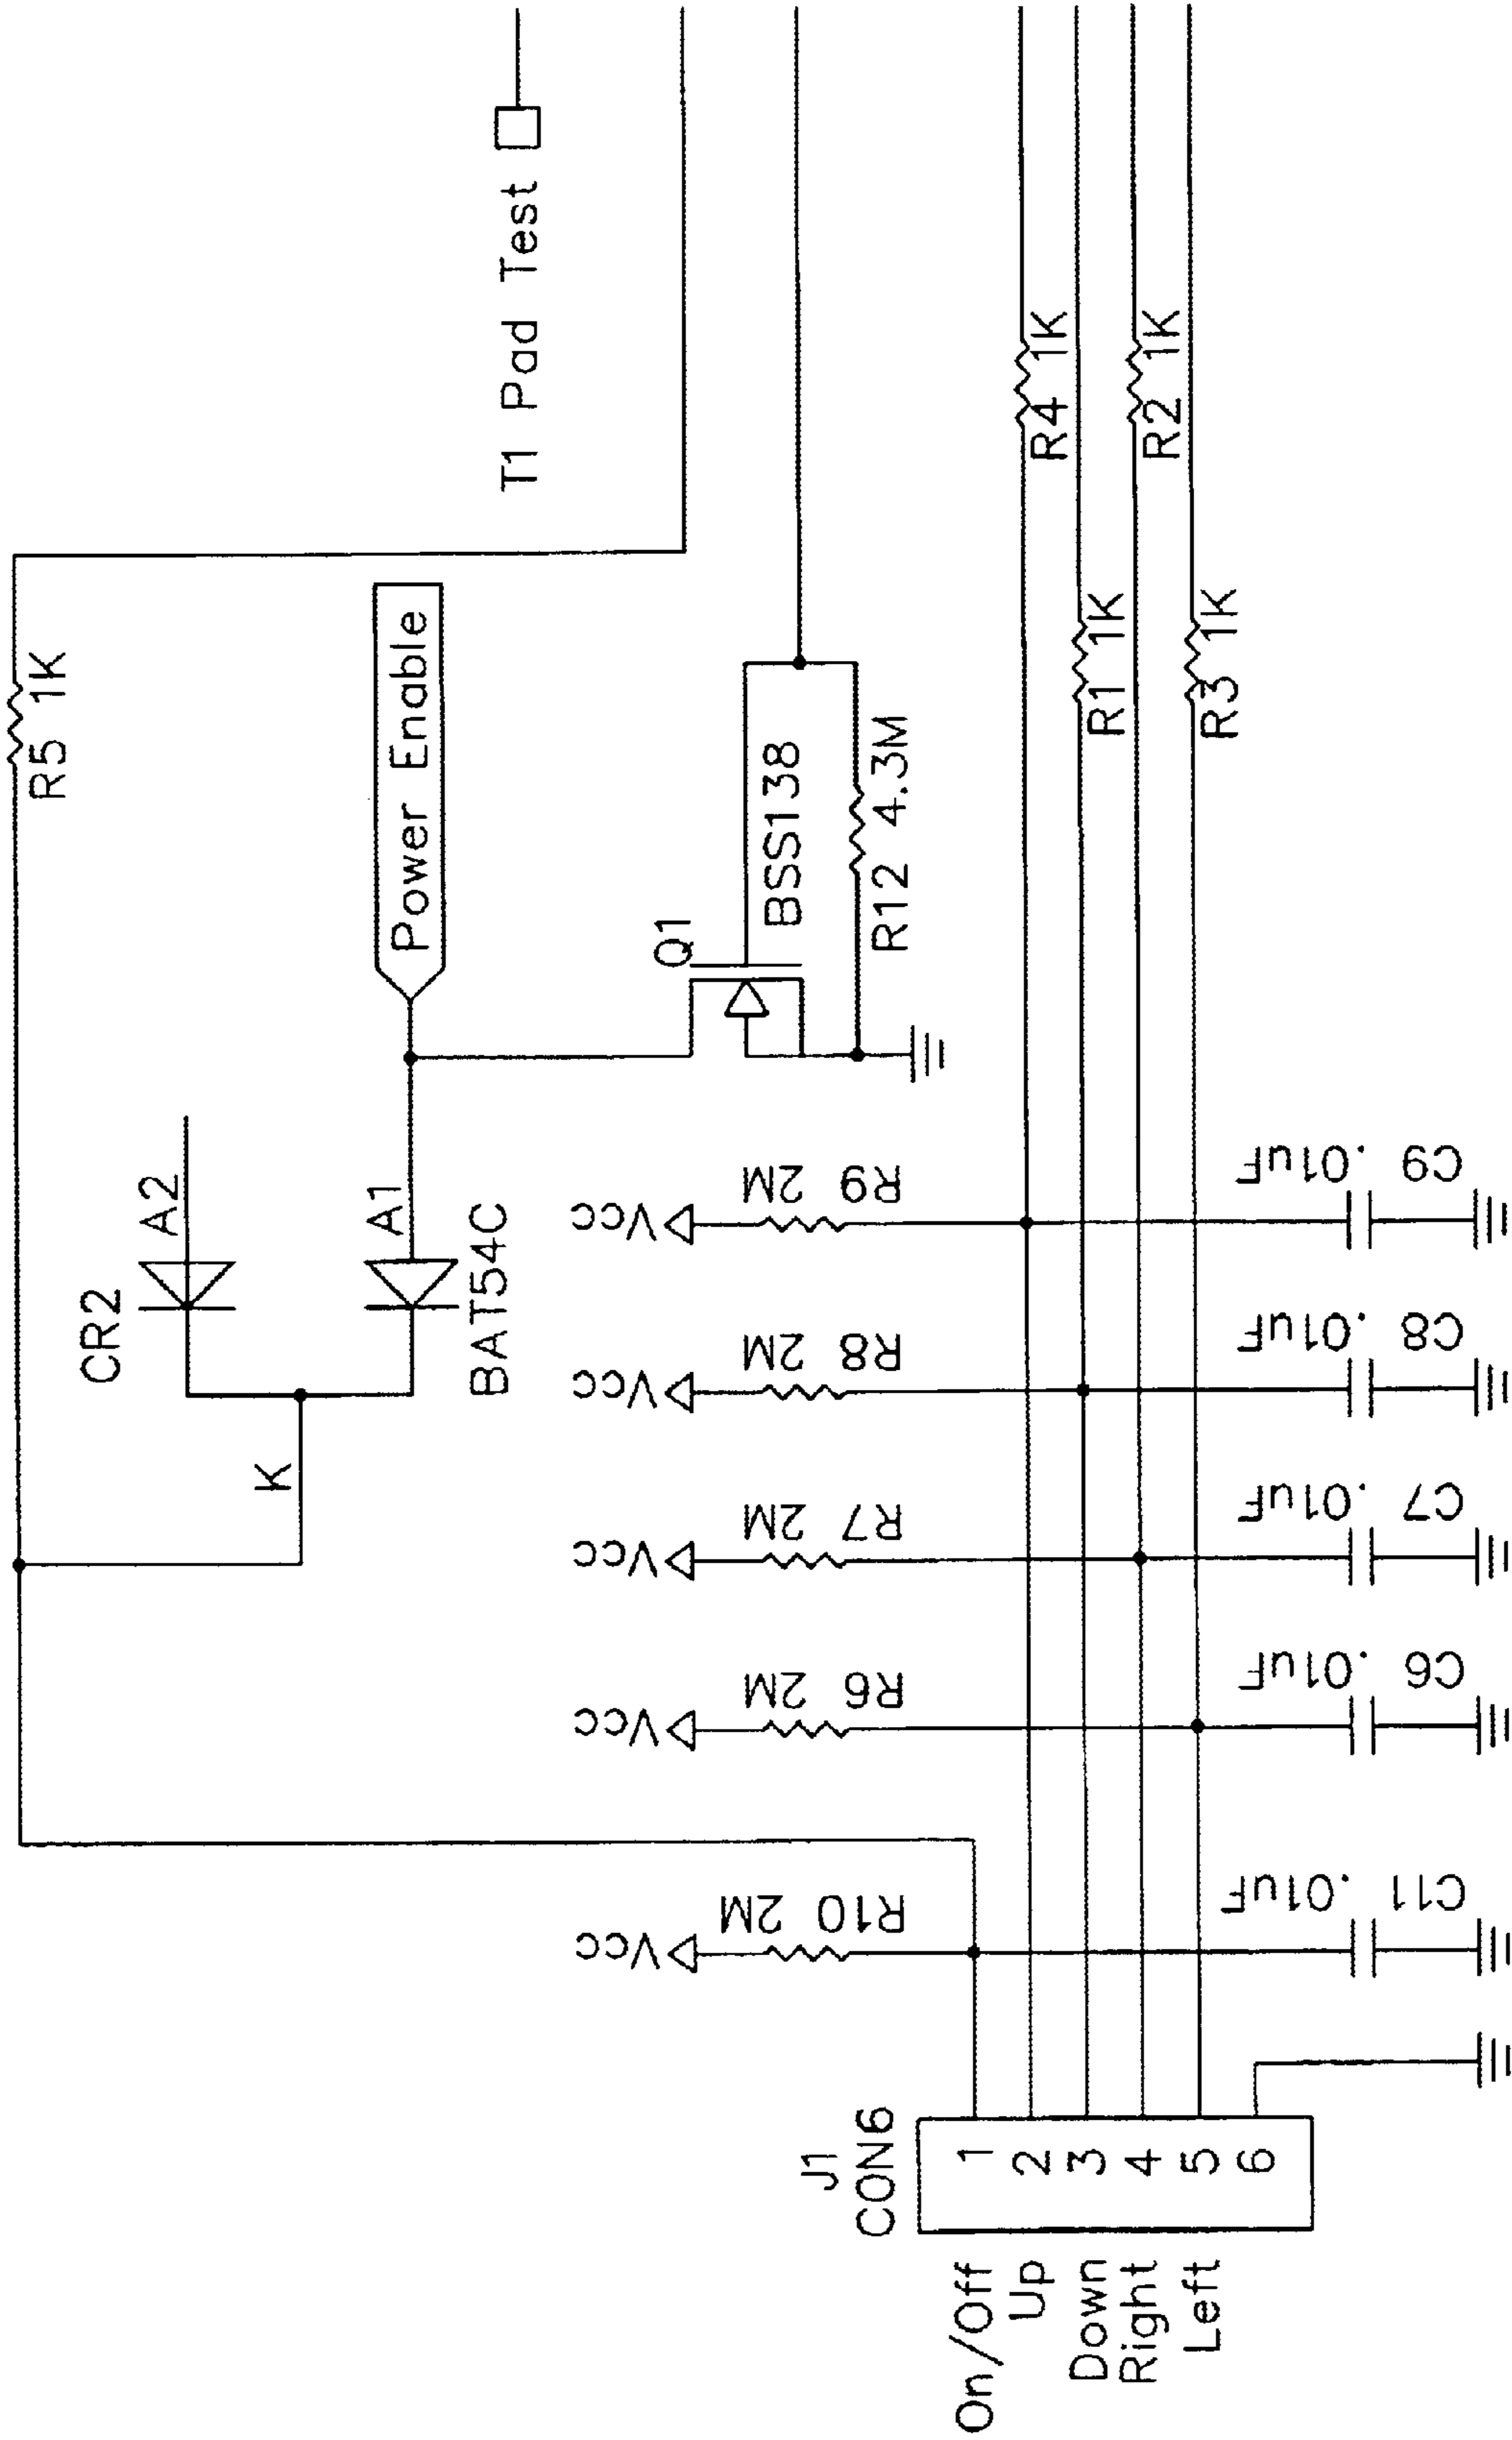 R5 1K
T1 Pad Test
Power Enable
CR2
A2
A1
K
BAT54C
Q1
BSS138
R12 4.3M
Vcc
R10 2M
C11 .01uF
Vcc
R6 2M
C6 .01uF
Vcc
R7 2M
C7 .01uF
Vcc
R8 2M
C8 .01uF
Vcc
R9 2M
C9 .01uF
R4 1K
R1 1K
R2 1K
R3 1K
J1
CON6
On/Off 1
Up 2
Down 3
Right 4
Left 5
6